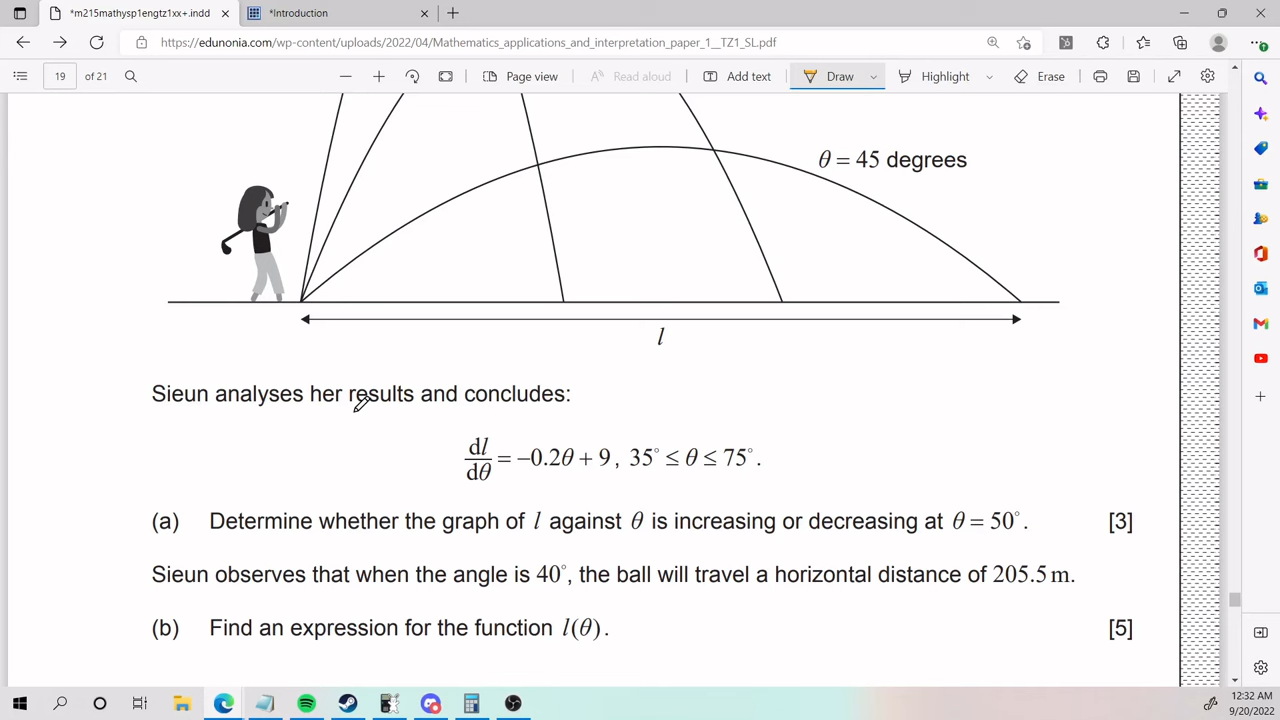 *m215mathysp1engtz1xx+.indd
*Introduction
https://edunonia.com/wp-content/uploads/2022/04/Mathematics_applications_and_interpretation_paper_1__TZ1_SL.pdf
19 of 21
Page view
Read aloud
Add text
Draw
Highlight
Erase
θ = 45 degrees
l
Sieun analyses her results and concludes:
dl/dθ = −0.2θ + 9, 35° ≤ θ ≤ 75°.
(a) Determine whether the graph of l against θ is increasing or decreasing at θ = 50°. [3]
Sieun observes that when the angle is 40°, the ball will travel a horizontal distance of 205.5 m.
(b) Find an expression for the function l(θ). [5]
12:32 AM
9/20/2022